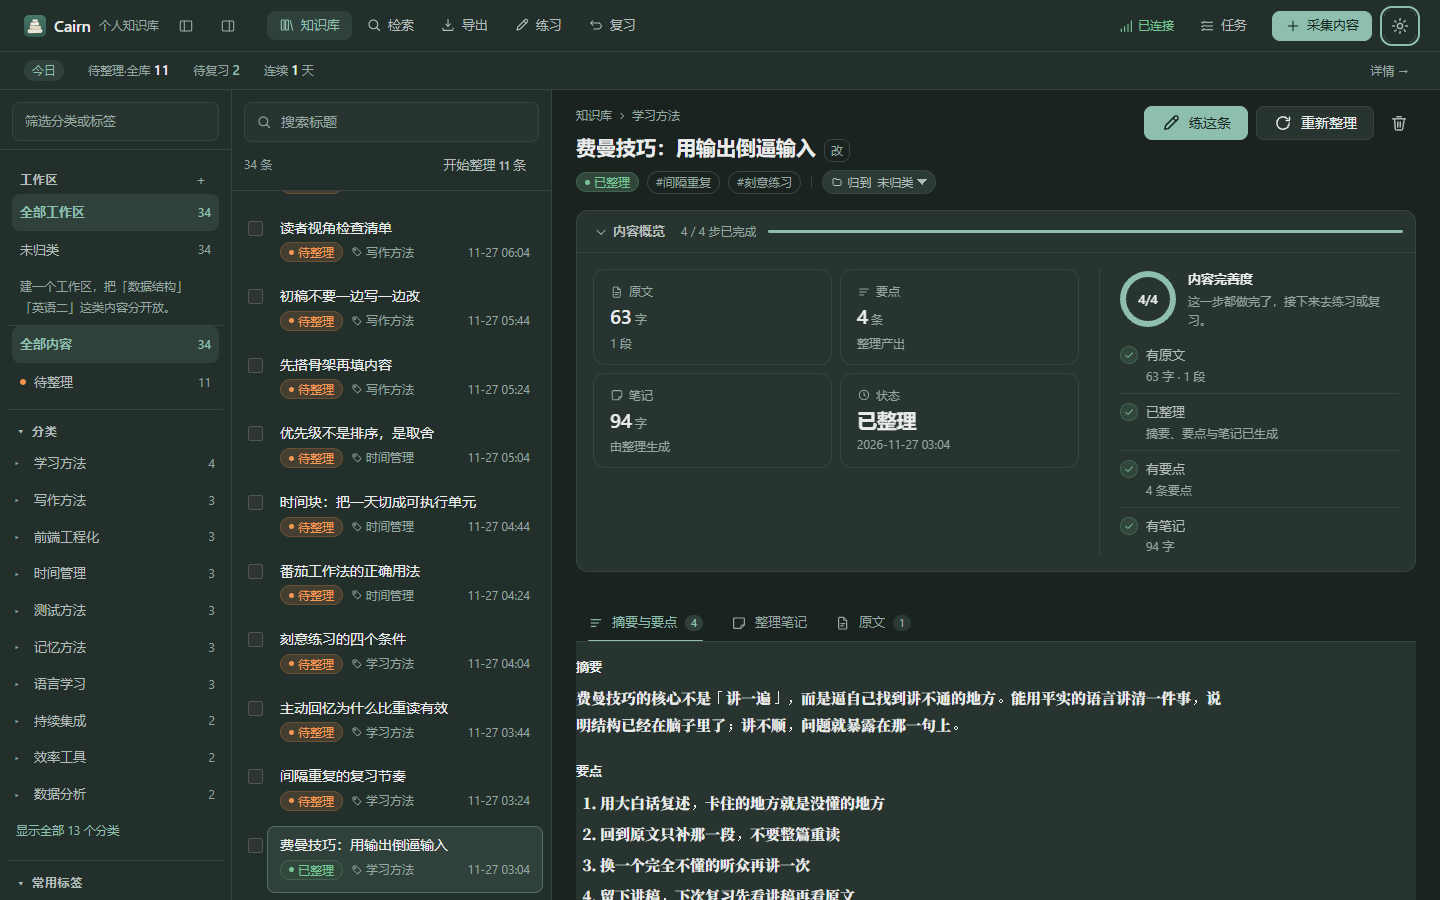 Cairn 个人知识库
知识库
检索
导出
练习
复习
已连接
任务
+ 采集内容
今日
待整理·全库 11
待复习 2
连续 1 天
详情 →
筛选分类或标签
工作区 +
全部工作区 34
未归类 34
建一个工作区，把「数据结构」
「英语二」这类内容分开放。
全部内容 34
待整理 11
分类
学习方法 4
写作方法 3
前端工程化 3
时间管理 3
测试方法 3
记忆方法 3
语言学习 3
持续集成 2
效率工具 2
数据分析 2
显示全部 13 个分类
常用标签
搜索标题
34 条
开始整理 11 条
读者视角检查清单
待整理 写作方法 11-27 06:04
初稿不要一边写一边改
待整理 写作方法 11-27 05:44
先搭骨架再填内容
待整理 写作方法 11-27 05:24
优先级不是排序，是取舍
待整理 时间管理 11-27 05:04
时间块：把一天切成可执行单元
待整理 时间管理 11-27 04:44
番茄工作法的正确用法
待整理 时间管理 11-27 04:24
刻意练习的四个条件
待整理 学习方法 11-27 04:04
主动回忆为什么比重读有效
待整理 学习方法 11-27 03:44
间隔重复的复习节奏
待整理 学习方法 11-27 03:24
费曼技巧：用输出倒逼输入
已整理 学习方法 11-27 03:04
知识库 › 学习方法
练这条
重新整理
费曼技巧：用输出倒逼输入 改
已整理 #间隔重复 #刻意练习 归到 未归类
内容概览 4 / 4 步已完成
原文
63 字
1 段
要点
4 条
整理产出
笔记
94 字
由整理生成
状态
已整理
2026-11-27 03:04
4/4
内容完善度
这一步都做完了，接下来去练习或复
习。
有原文
63 字 · 1 段
已整理
摘要、要点与笔记已生成
有要点
4 条要点
有笔记
94 字
摘要与要点 4
整理笔记
原文 1
摘要
费曼技巧的核心不是「讲一遍」，而是逼自己找到讲不通的地方。能用平实的语言讲清一件事，说
明结构已经在脑子里了；讲不顺，问题就暴露在那一句上。
要点
1. 用大白话复述，卡住的地方就是没懂的地方
2. 回到原文只补那一段，不要整篇重读
3. 换一个完全不懂的听众再讲一次
4. 留下讲稿，下次复习先看讲稿再看原文